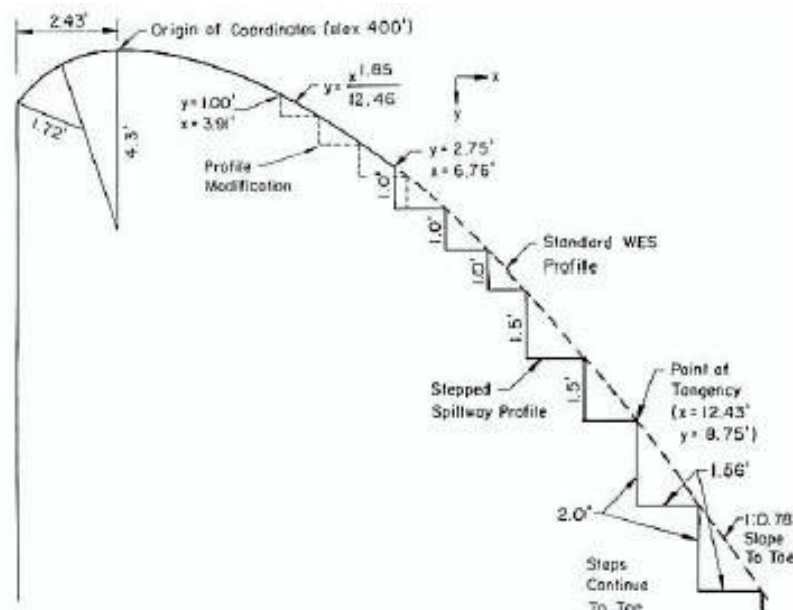 2.43'
Origin of Coordinates (elev 400')
y = x^1.85
12.46
x
y
y = 1.00'
x = 3.91'
1.72'
4.3'
Profile
Modification
y = 2.75'
x = 6.76'
1.0'
1.0'
1.0'
Standard WES
Profile
1.5'
Stepped
Spillway Profile
1.5'
Point of
Tangency
(x = 12.43'
y = 8.75')
1.56'
2.0'
1:0.78
Slope
To Toe
Steps
Continue
To Toe